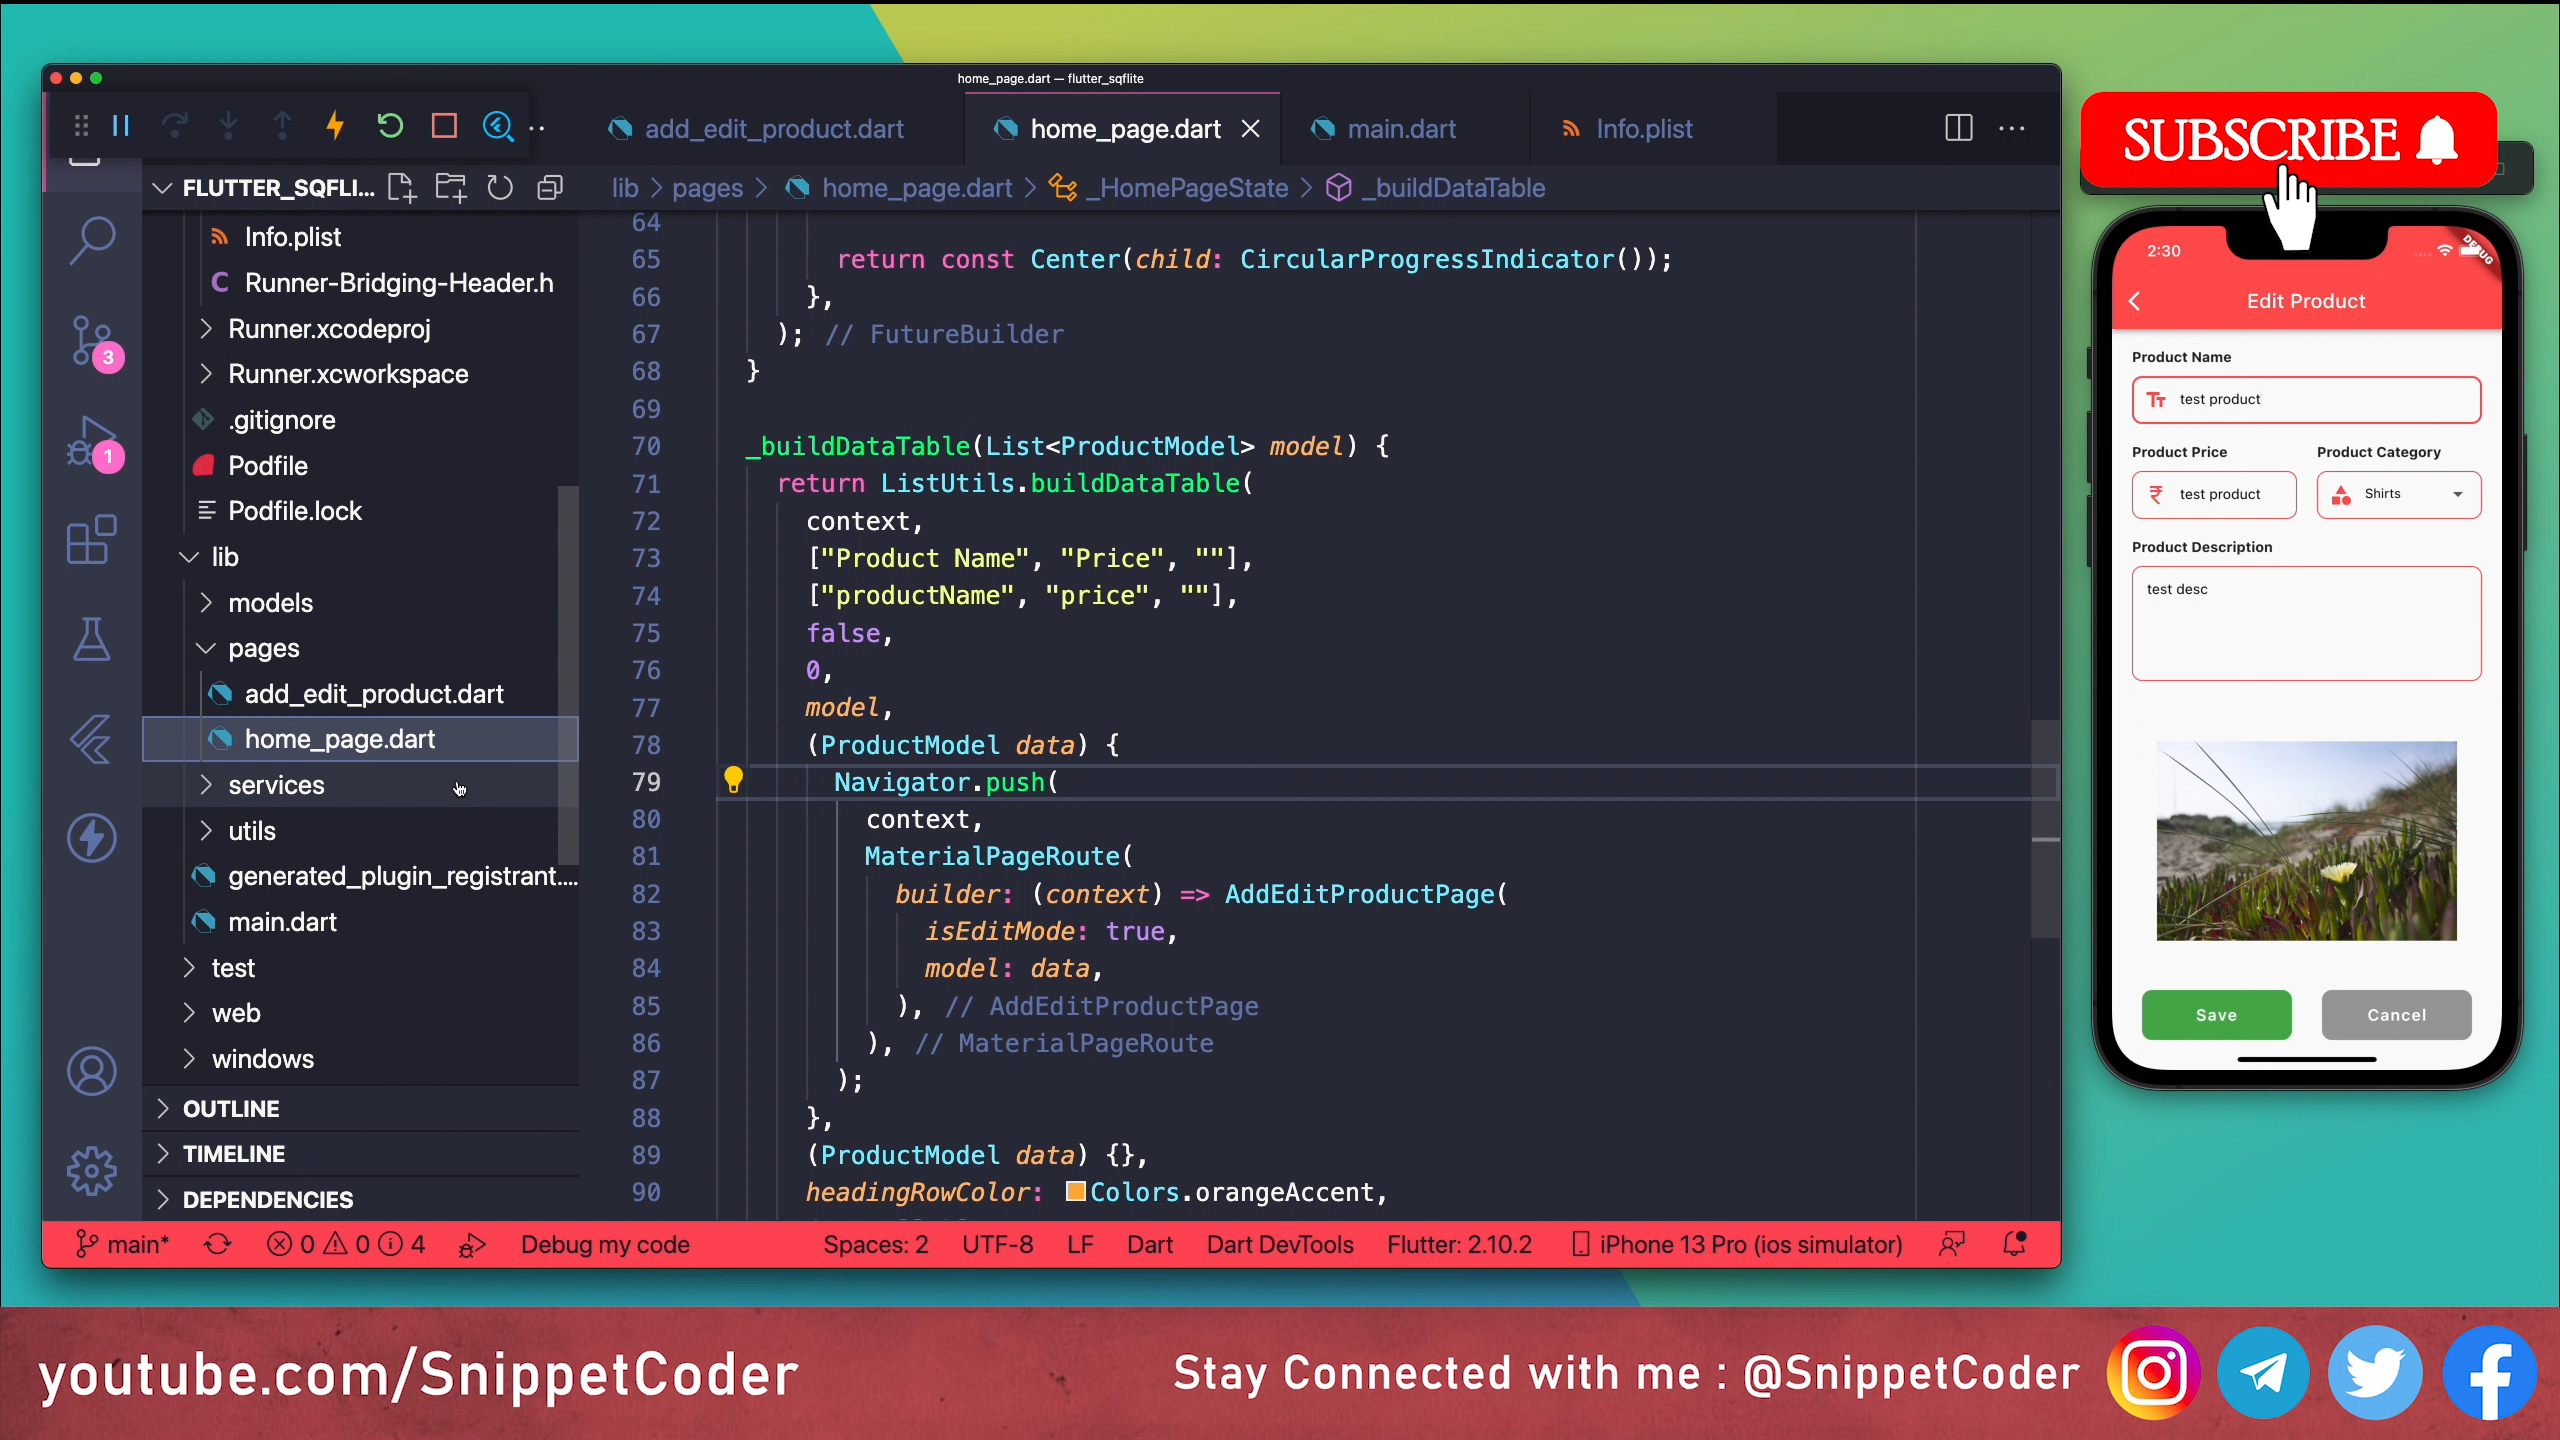 home_page.dart — flutter_sqflite
add_edit_product.dart
home_page.dart
main.dart
Info.plist
FLUTTER_SQFLI...
lib > pages > home_page.dart > _HomePageState > _buildDataTable
Info.plist
C Runner-Bridging-Header.h
Runner.xcodeproj
Runner.xcworkspace
.gitignore
Podfile
Podfile.lock
lib
models
pages
add_edit_product.dart
home_page.dart
services
utils
generated_plugin_registrant....
main.dart
test
web
windows
OUTLINE
TIMELINE
DEPENDENCIES
3
1
64
65 return const Center(child: CircularProgressIndicator());
66 },
67 ); // FutureBuilder
68 }
69
70 _buildDataTable(List<ProductModel> model) {
71 return ListUtils.buildDataTable(
72 context,
73 ["Product Name", "Price", ""],
74 ["productName", "price", ""],
75 false,
76 0,
77 model,
78 (ProductModel data) {
79 Navigator.push(
80 context,
81 MaterialPageRoute(
82 builder: (context) => AddEditProductPage(
83 isEditMode: true,
84 model: data,
85 ), // AddEditProductPage
86 ), // MaterialPageRoute
87 );
88 },
89 (ProductModel data) {},
90 headingRowColor: Colors.orangeAccent,
main* 0 0 4 Debug my code Spaces: 2 UTF-8 LF Dart Dart DevTools Flutter: 2.10.2 iPhone 13 Pro (ios simulator)
SUBSCRIBE
2:30
DEBUG
Edit Product
Product Name
Tт test product
Product Price
Product Category
₹ test product
Shirts
Product Description
test desc
Save
Cancel
youtube.com/SnippetCoder
Stay Connected with me : @SnippetCoder